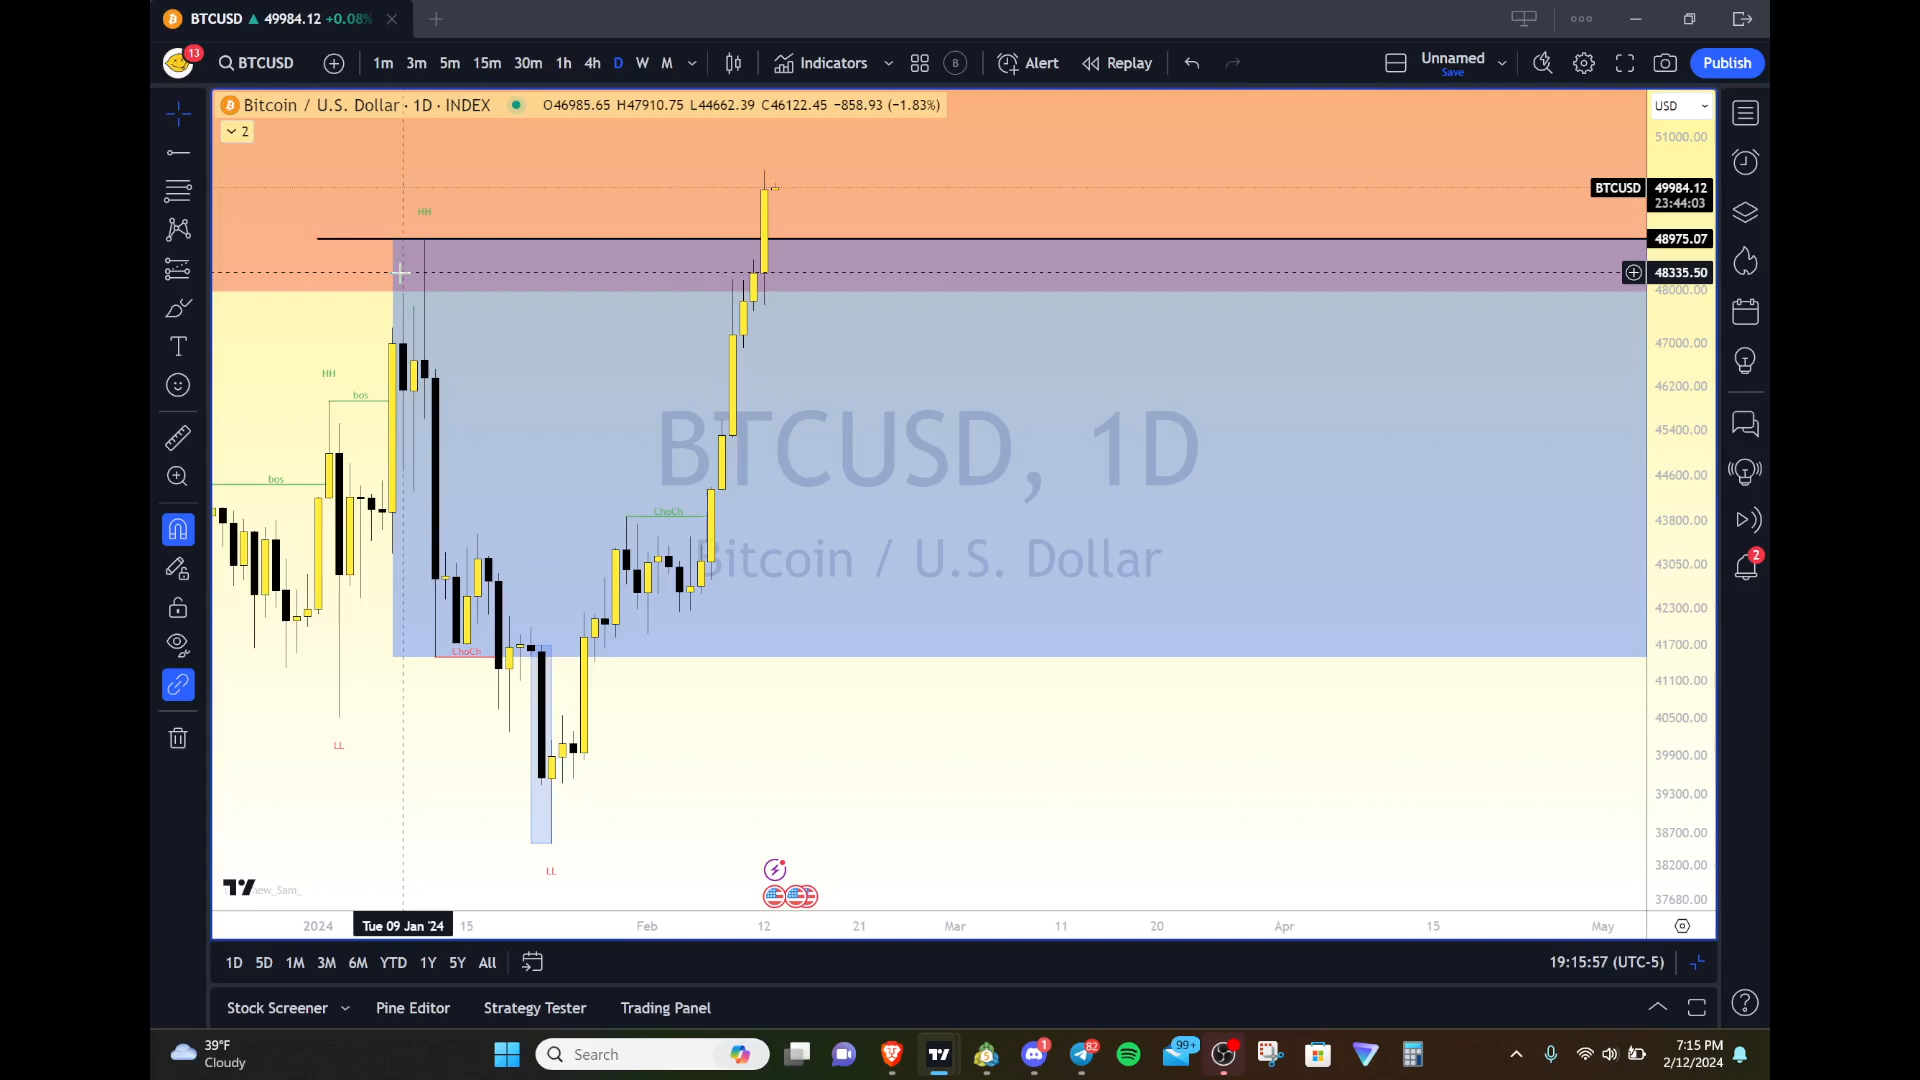 BTCUSD ▲ 49984.12 +0.08%
13
BTCUSD 1m 3m 5m 15m 30m 1h 4h D W M Indicators B Alert Replay Unnamed Save Publish
Bitcoin / U.S. Dollar · 1D · INDEX O46985.65 H47910.75 L44662.39 C46122.45 −858.93 (−1.83%)
2
USD
51000.00
BTCUSD 49984.12
23:44:03
48975.07
48335.50
48000.00
47000.00
46200.00
45400.00
44600.00
43800.00
43050.00
42300.00
41700.00
41100.00
40500.00
39900.00
39300.00
38700.00
38200.00
37680.00
HH
HH
bos
bos
ChoCh
ChoCh
LL
LL
BTCUSD, 1D
Bitcoin / U.S. Dollar
2
2024 Tue 09 Jan '24 15 Feb 12 21 Mar 11 20 Apr 15 May
1D 5D 1M 3M 6M YTD 1Y 5Y All 19:15:57 (UTC-5)
Stock Screener Pine Editor Strategy Tester Trading Panel
39°F
Cloudy
Search
1
82
99+
7:15 PM
2/12/2024